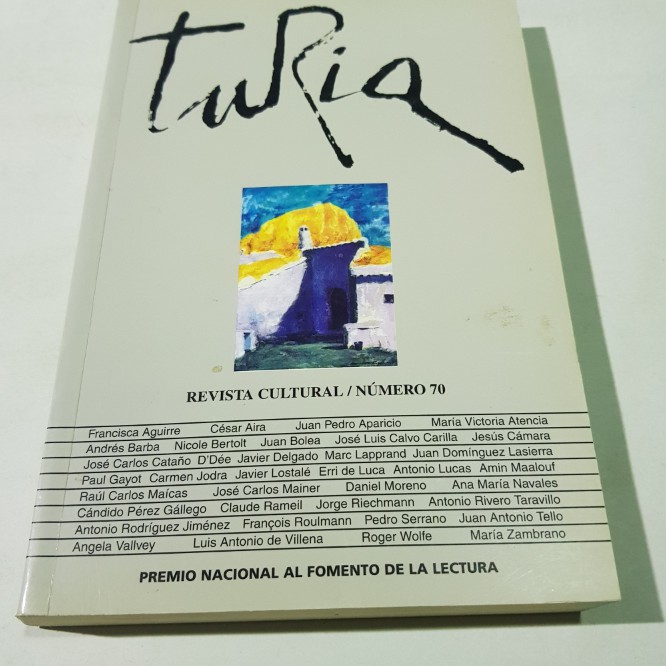 TURIA
REVISTA CULTURAL / NÚMERO 70
Francisca Aguirre César Aira Juan Pedro Aparicio María Victoria Atencia
Andrés Barba Nicole Bertolt Juan Bolea José Luis Calvo Carilla Jesús Cámara
José Carlos Cataño D'Dée Javier Delgado Marc Lapprand Juan Domínguez Lasierra
Paul Gayot Carmen Jodra Javier Lostalé Erri de Luca Antonio Lucas Amin Maalouf
Raúl Carlos Maícas José Carlos Mainer Daniel Moreno Ana María Navales
Cándido Pérez Gállego Claude Rameil Jorge Riechmann Antonio Rivero Taravillo
Antonio Rodríguez Jiménez François Roulmann Pedro Serrano Juan Antonio Tello
Angela Vallvey Luis Antonio de Villena Roger Wolfe María Zambrano
PREMIO NACIONAL AL FOMENTO DE LA LECTURA